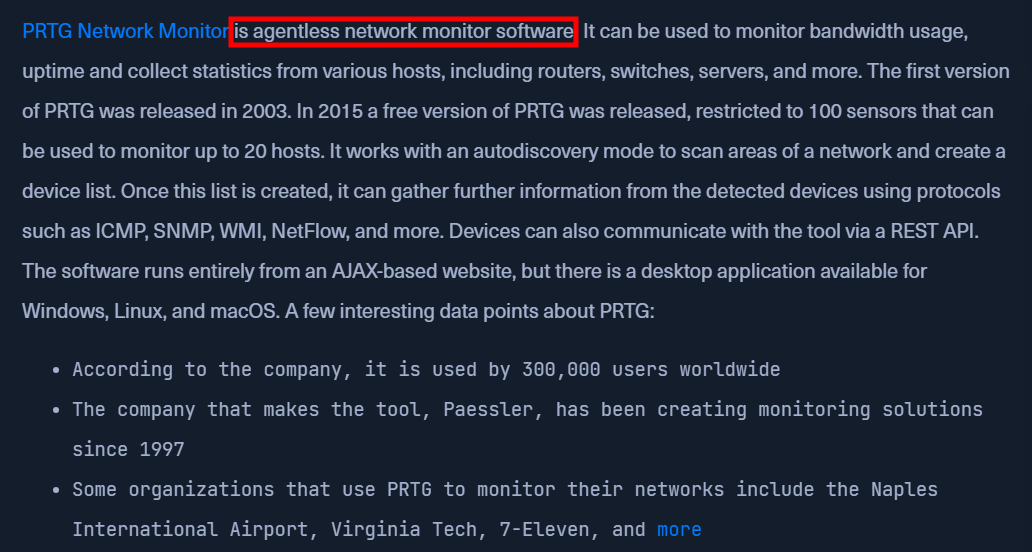 PRTG Network Monitor is agentless network monitor software. It can be used to monitor bandwidth usage,
uptime and collect statistics from various hosts, including routers, switches, servers, and more. The first version
of PRTG was released in 2003. In 2015 a free version of PRTG was released, restricted to 100 sensors that can
be used to monitor up to 20 hosts. It works with an autodiscovery mode to scan areas of a network and create a
device list. Once this list is created, it can gather further information from the detected devices using protocols
such as ICMP, SNMP, WMI, NetFlow, and more. Devices can also communicate with the tool via a REST API.
The software runs entirely from an AJAX-based website, but there is a desktop application available for
Windows, Linux, and macOS. A few interesting data points about PRTG:
• According to the company, it is used by 300,000 users worldwide
• The company that makes the tool, Paessler, has been creating monitoring solutions
since 1997
• Some organizations that use PRTG to monitor their networks include the Naples
International Airport, Virginia Tech, 7-Eleven, and more